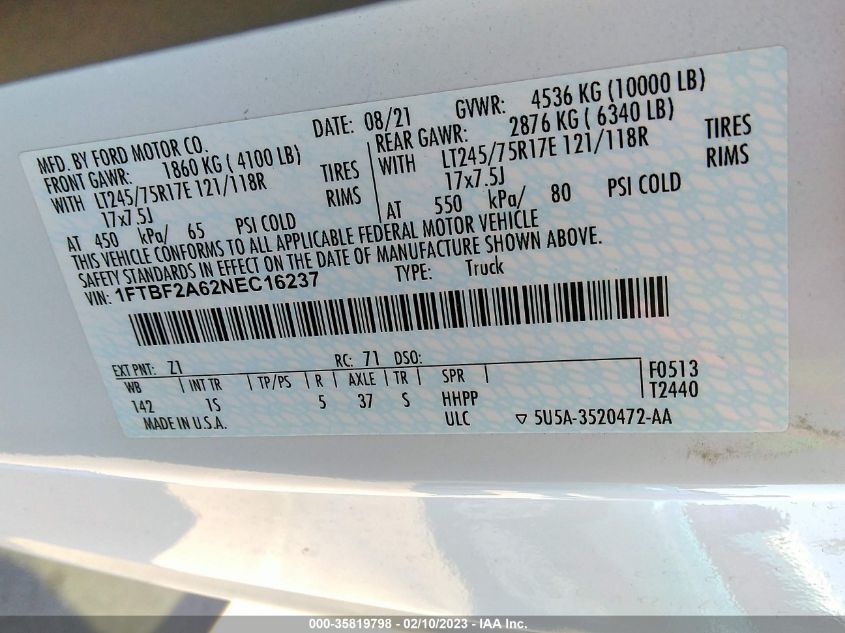 MFD. BY FORD MOTOR CO.
DATE: 08/21 GVWR: 4536 KG (10000 LB)
FRONT GAWR: 1860 KG ( 4100 LB)
WITH LT245/75R17E 121/118R TIRES
17x7.5J RIMS
AT 450 kPa/ 65 PSI COLD
REAR GAWR: 2876 KG ( 6340 LB)
WITH LT245/75R17E 121/118R TIRES
17x7.5J RIMS
AT 550 kPa/ 80 PSI COLD
THIS VEHICLE CONFORMS TO ALL APPLICABLE FEDERAL MOTOR VEHICLE
SAFETY STANDARDS IN EFFECT ON THE DATE OF MANUFACTURE SHOWN ABOVE.
VIN: 1FTBF2A62NEC16237 TYPE: Truck
EXT PNT: Z1 RC: 71 DSO:
WB INT TR TP/PS R AXLE TR SPR
142 1S 5 37 S HHPP
F0513
T2440
MADE IN U.S.A. ULC ▽ 5U5A-3520472-AA
000-35819798 - 02/10/2023 - IAA Inc.